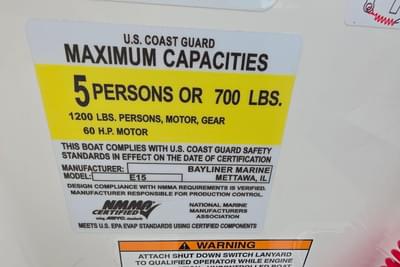 U.S. COAST GUARD
MAXIMUM CAPACITIES
5 PERSONS OR 700 LBS.
1200 LBS. PERSONS, MOTOR, GEAR
60 H.P. MOTOR
THIS BOAT COMPLIES WITH U.S. COAST GUARD SAFETY
STANDARDS IN EFFECT ON THE DATE OF CERTIFICATION
MANUFACTURER: BAYLINER MARINE
MODEL: E15 METTAWA, IL
DESIGN COMPLIANCE WITH NMMA REQUIREMENTS IS VERIFIED.
MANUFACTURER RESPONSIBLE FOR PRODUCTION CONTROL.
NMMA NATIONAL MARINE
CERTIFIED MANUFACTURERS
using ABYC standards ASSOCIATION
MEETS U.S. EPA EVAP STANDARDS USING CERTIFIED COMPONENTS
WARNING
ATTACH SHUT DOWN SWITCH LANYARD
TO QUALIFIED OPERATOR WHILE ENGINE